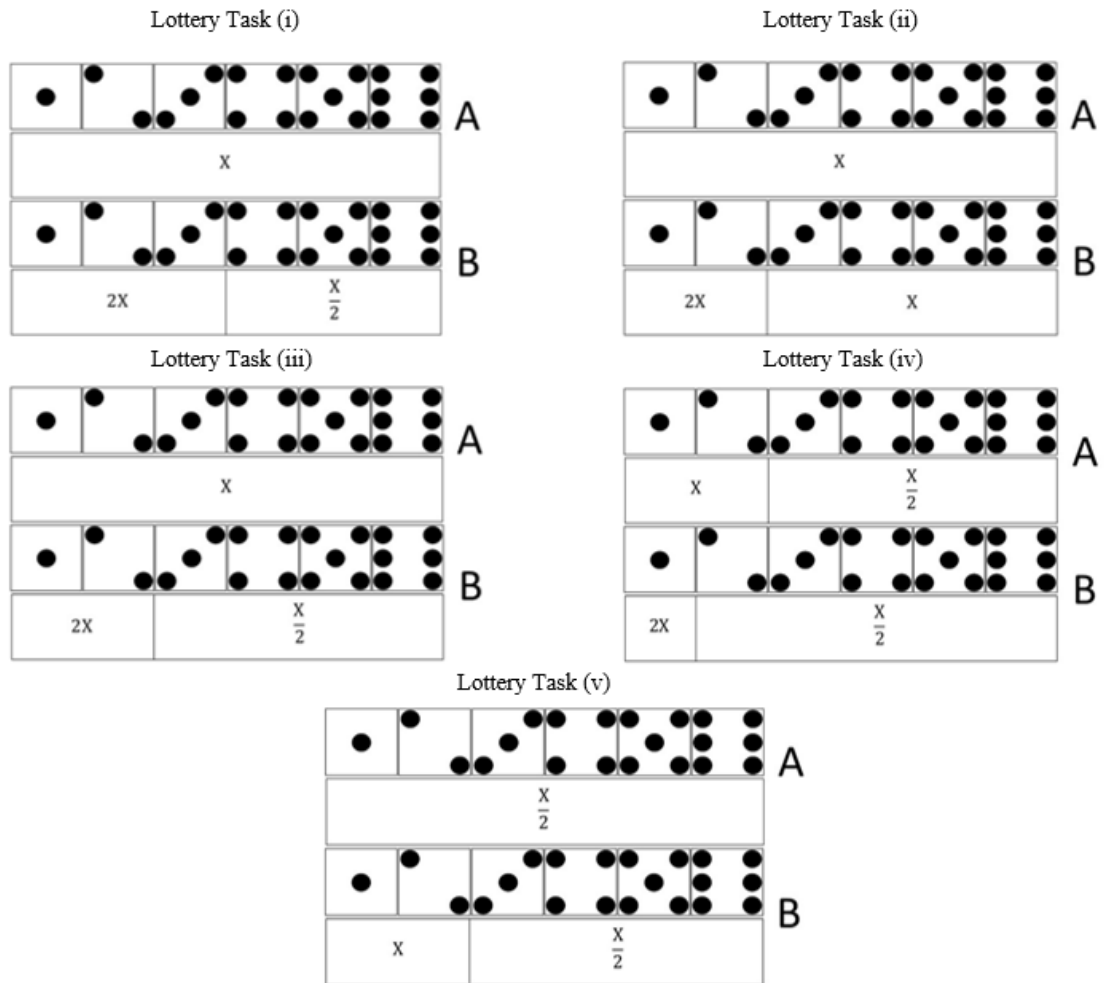 Lottery Task (i)
A
X
B
2X X/2
Lottery Task (ii)
A
X
B
2X X
Lottery Task (iii)
A
X
B
2X X/2
Lottery Task (iv)
A
X X/2
B
2X X/2
Lottery Task (v)
A
X/2
B
X X/2